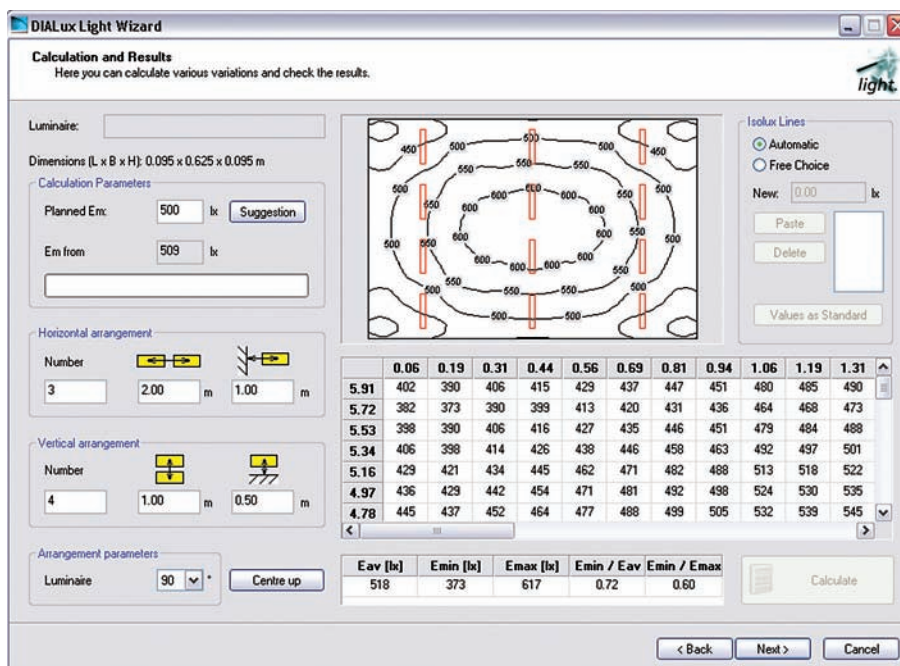 DIALux Light Wizard
Calculation and Results
Here you can calculate various variations and check the results.
light.
Luminaire:
Dimensions (L x B x H): 0.095 x 0.625 x 0.095 m
Calculation Parameters
Planned Em: 500 lx Suggestion
Em from 509 lx
Horizontal arrangement
Number
3 2.00 m 1.00 m
Vertical arrangement
Number
4 1.00 m 0.50 m
Arrangement parameters
Luminaire 90 ° Centre up
500
450 450
500 500
550 550
600
550 550
600 600
500 500
550 550
600 600
600 600 600
550 550 550
500 500 500
Isolux Lines
Automatic
Free Choice
New: 0.00 lx
Paste
Delete
Values as Standard
0.06 0.19 0.31 0.44 0.56 0.69 0.81 0.94 1.06 1.19 1.31
5.91 402 390 406 415 429 437 447 451 480 485 490
5.72 382 373 390 399 413 420 431 436 464 468 473
5.53 398 390 406 416 427 435 446 451 479 484 488
5.34 406 398 414 426 438 446 458 463 492 497 501
5.16 429 421 434 445 462 471 482 488 513 518 522
4.97 436 429 442 454 471 481 492 498 524 530 535
4.78 445 437 452 464 477 488 499 505 532 539 545
Eav [lx] Emin [lx] Emax [lx] Emin / Eav Emin / Emax
518 373 617 0.72 0.60
Calculate
< Back Next > Cancel